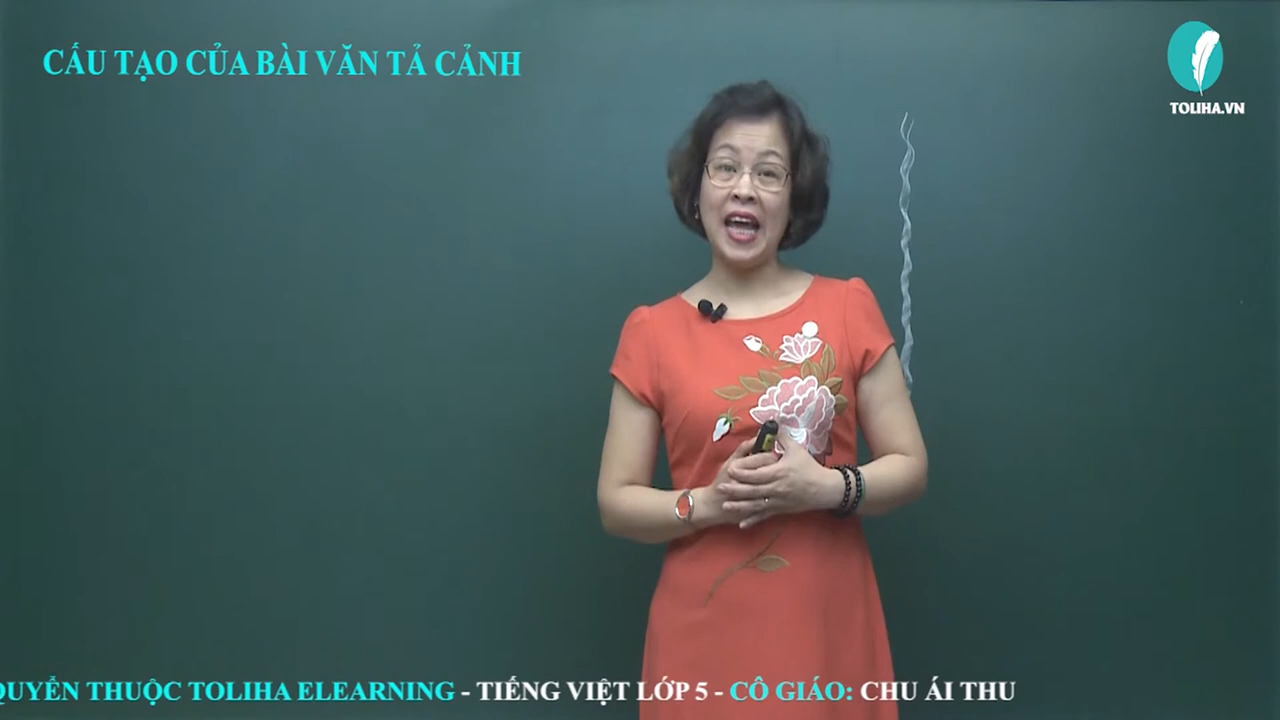 CẤU TẠO CỦA BÀI VĂN TẢ CẢNH
TOLIHA.VN
QUYỂN THUỘC TOLIHA ELEARNING - TIẾNG VIỆT LỚP 5 - CÔ GIÁO: CHU ÁI THU